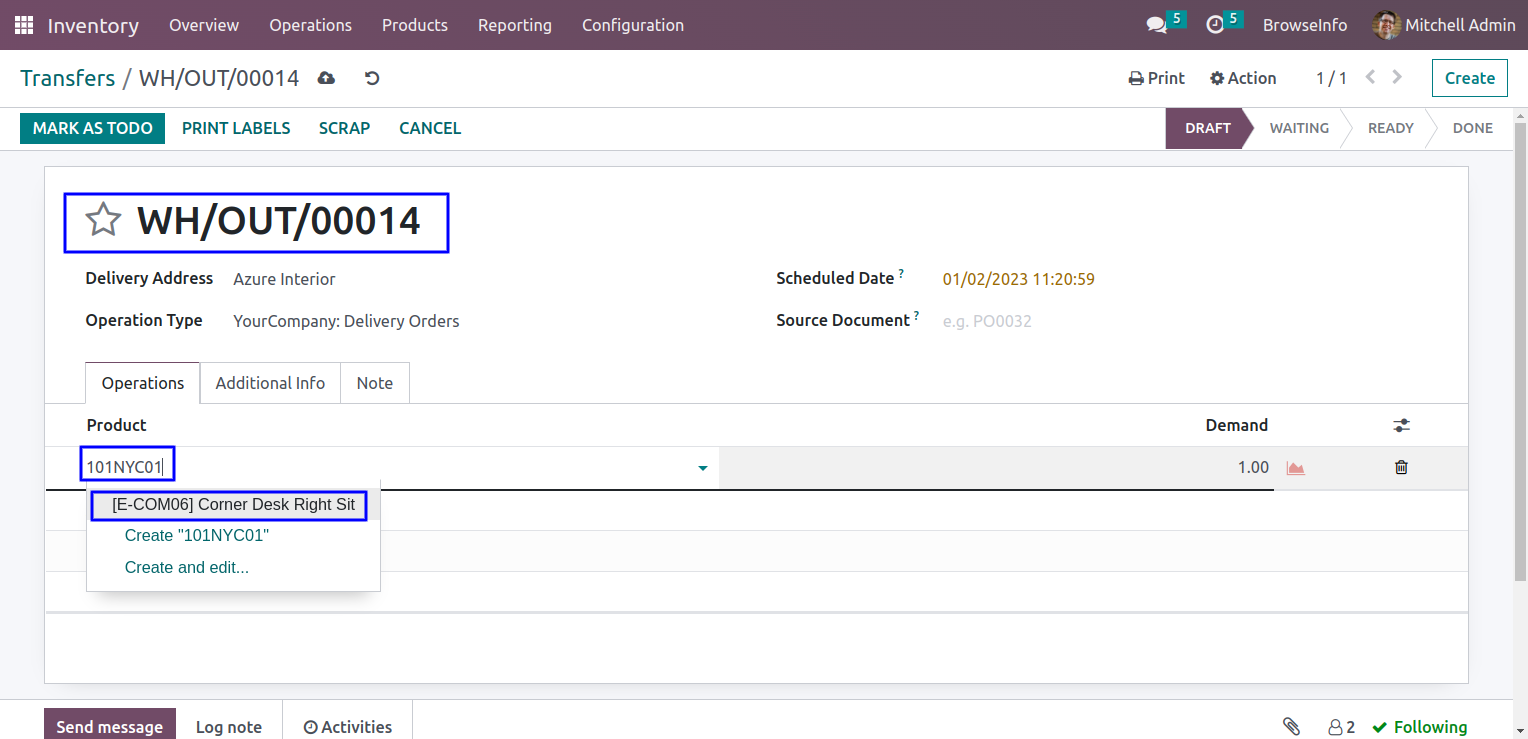 Inventory Overview Operations Products Reporting Configuration 5 5 BrowseInfo Mitchell Admin
Transfers / WH/OUT/00014 Print Action 1 / 1 Create
MARK AS TODO PRINT LABELS SCRAP CANCEL DRAFT WAITING READY DONE
WH/OUT/00014
Delivery Address Azure Interior Scheduled Date ? 01/02/2023 11:20:59
Operation Type YourCompany: Delivery Orders Source Document ? e.g. PO0032
Operations Additional Info Note
Product Demand
101NYC01 1.00
[E-COM06] Corner Desk Right Sit
Create "101NYC01"
Create and edit...
Send message Log note Activities 2 Following